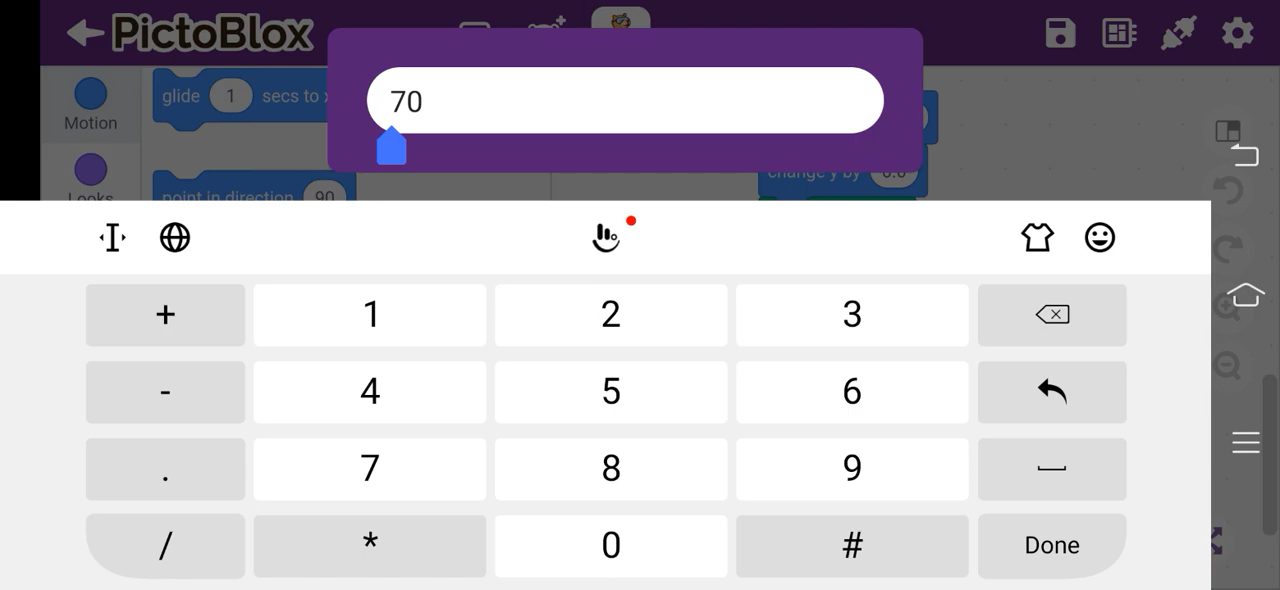 PictoBlox
70
glide 1 secs to x
Motion
Looks
point in direction 90
change y by
+ 1 2 3
- 4 5 6
. 7 8 9
/ * 0 # Done